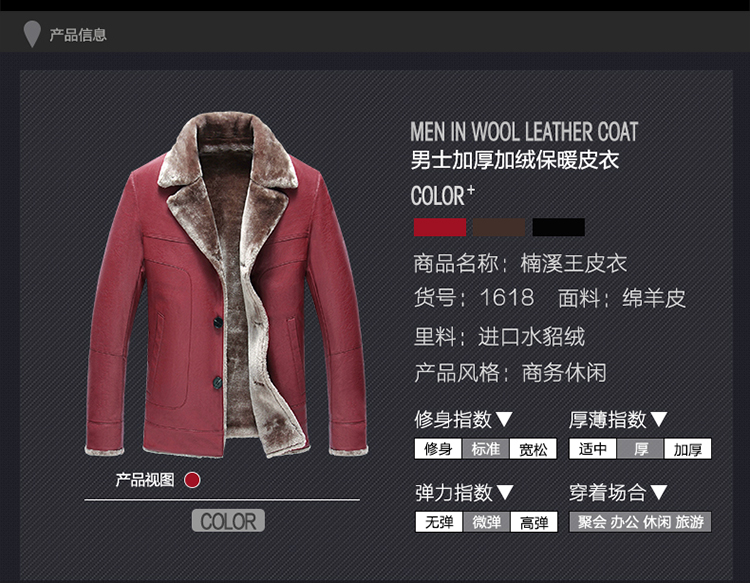 产品信息
MEN IN WOOL LEATHER COAT
男士加厚加绒保暖皮衣
COLOR+
商品名称：楠溪王皮衣
货号：1618 面料：绵羊皮
里料：进口水貂绒
产品风格：商务休闲
修身指数▼ 厚薄指数▼
修身 标准 宽松 适中 厚 加厚
弹力指数▼ 穿着场合▼
无弹 微弹 高弹 聚会 办公 休闲 旅游
产品视图
COLOR